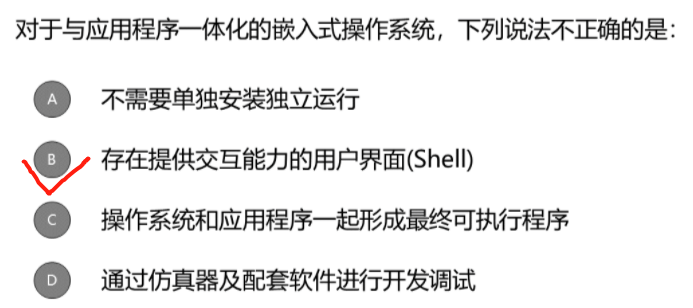 对于与应用程序一体化的嵌入式操作系统，下列说法不正确的是：
A 不需要单独安装独立运行
B 存在提供交互能力的用户界面(Shell)
C 操作系统和应用程序一起形成最终可执行程序
D 通过仿真器及配套软件进行开发调试